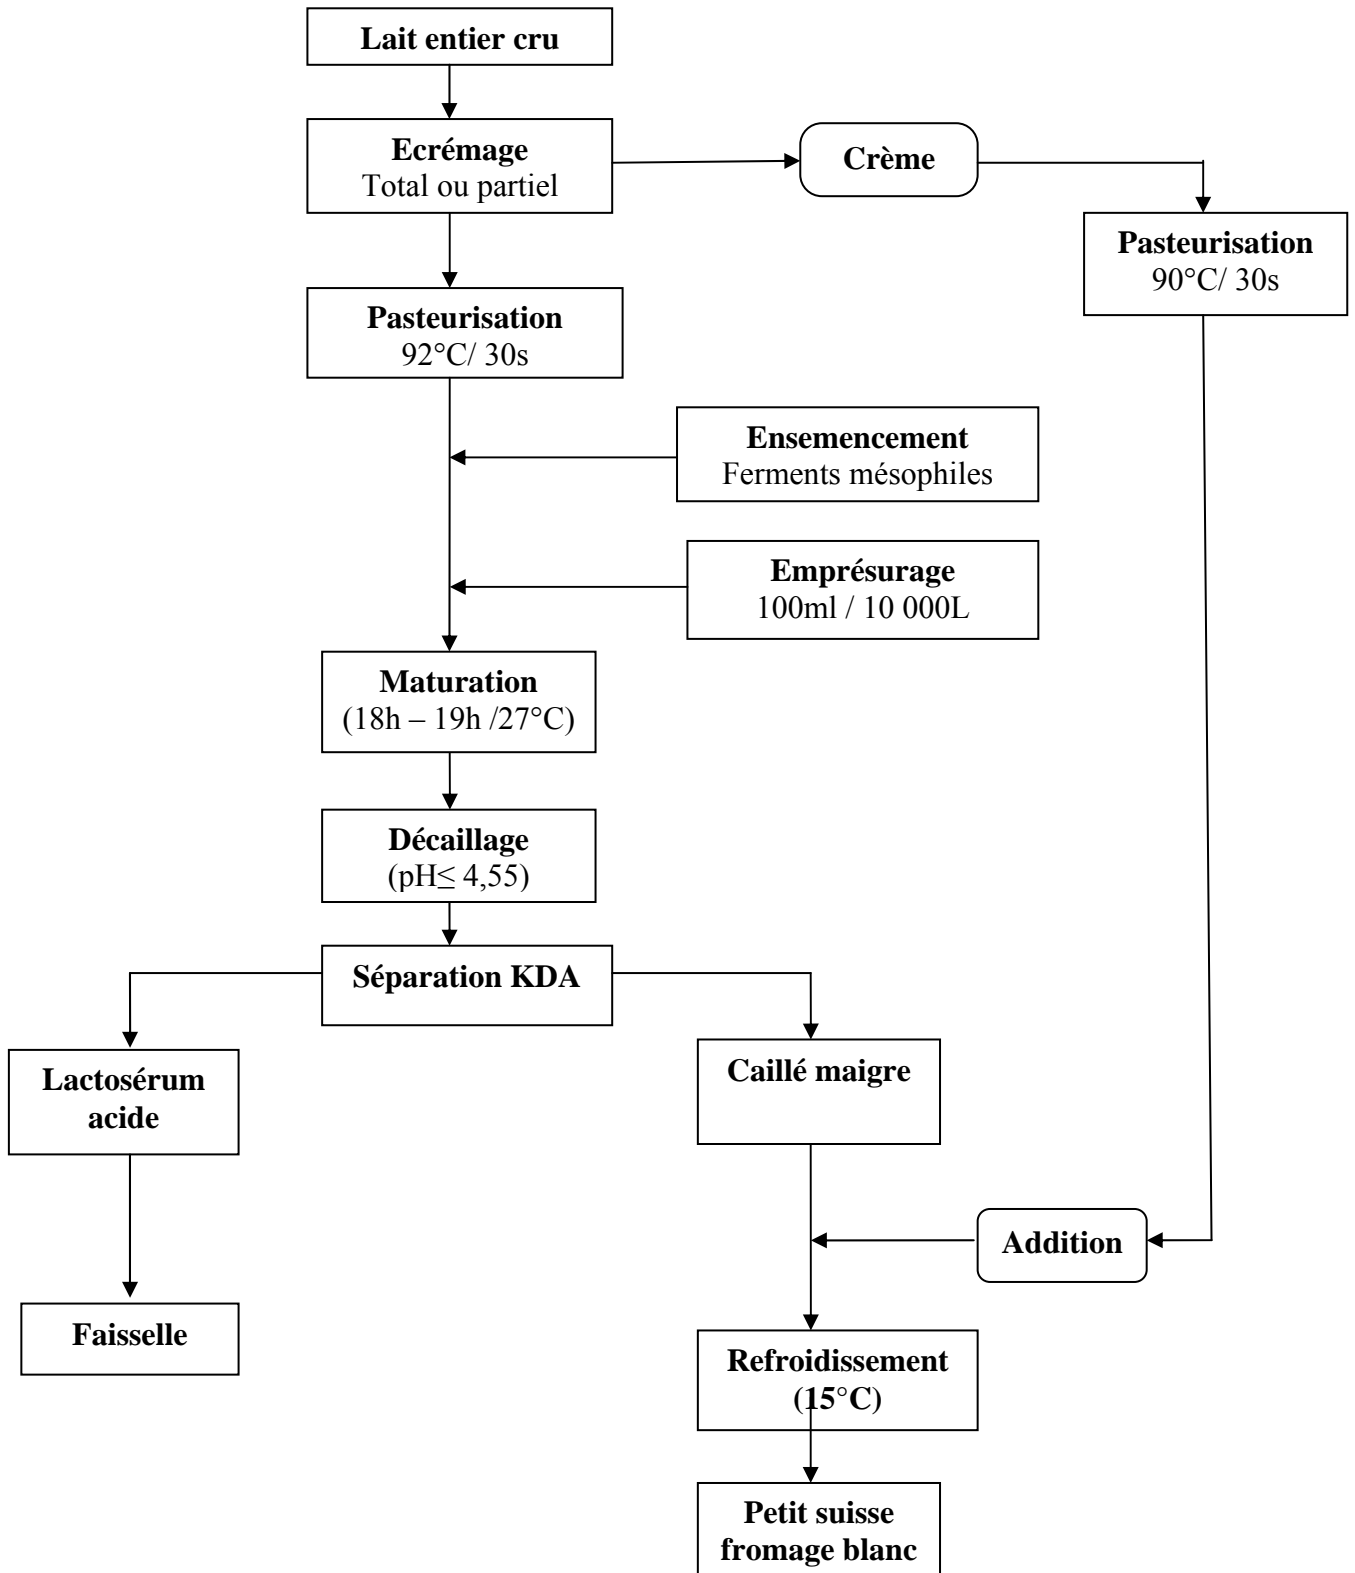 Lait entier cru
Ecrémage
Total ou partiel
Crème
Pasteurisation
90°C/ 30s
Pasteurisation
92°C/ 30s
Ensemencement
Ferments mésophiles
Emprésurage
100ml / 10 000L
Maturation
(18h – 19h /27°C)
Décaillage
(pH≤ 4,55)
Séparation KDA
Lactosérum
acide
Caillé maigre
Addition
Faisselle
Refroidissement
(15°C)
Petit suisse
fromage blanc